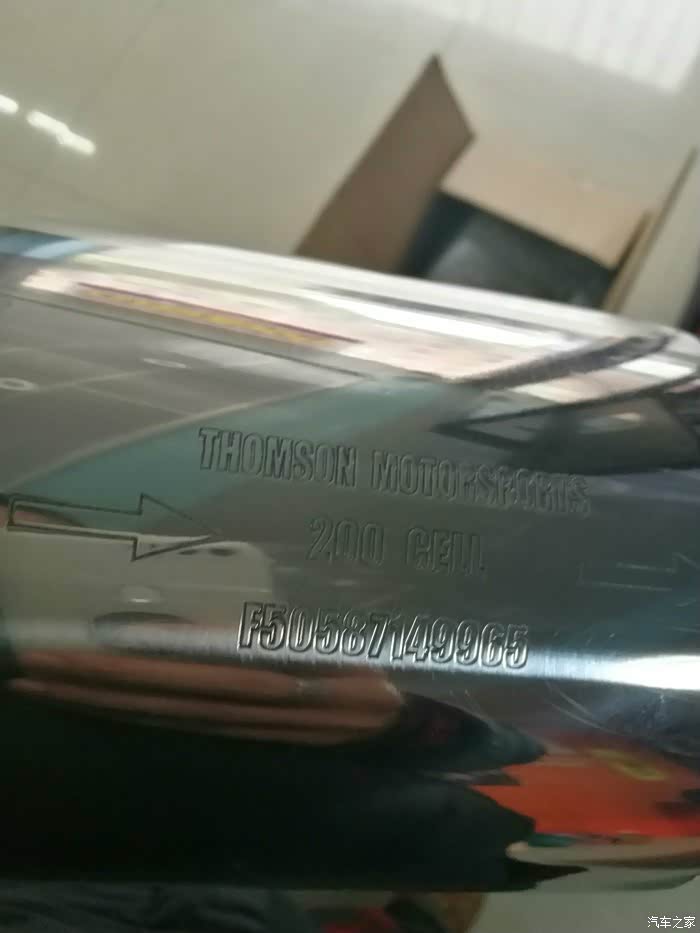 THOMSON MOTORSPORTS
200 CELL
F50587149965
汽车之家